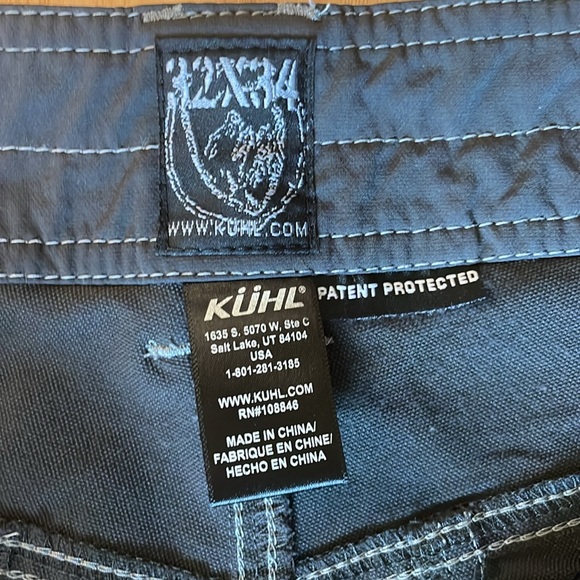 32X34
WWW.KÜHL.COM
KÜHL®
PATENT PROTECTED
1635 S. 5070 W, Ste C
Salt Lake, UT 84104
USA
1-801-281-3185
WWW.KUHL.COM
RN#108846
MADE IN CHINA/
FABRIQUE EN CHINE/
HECHO EN CHINA